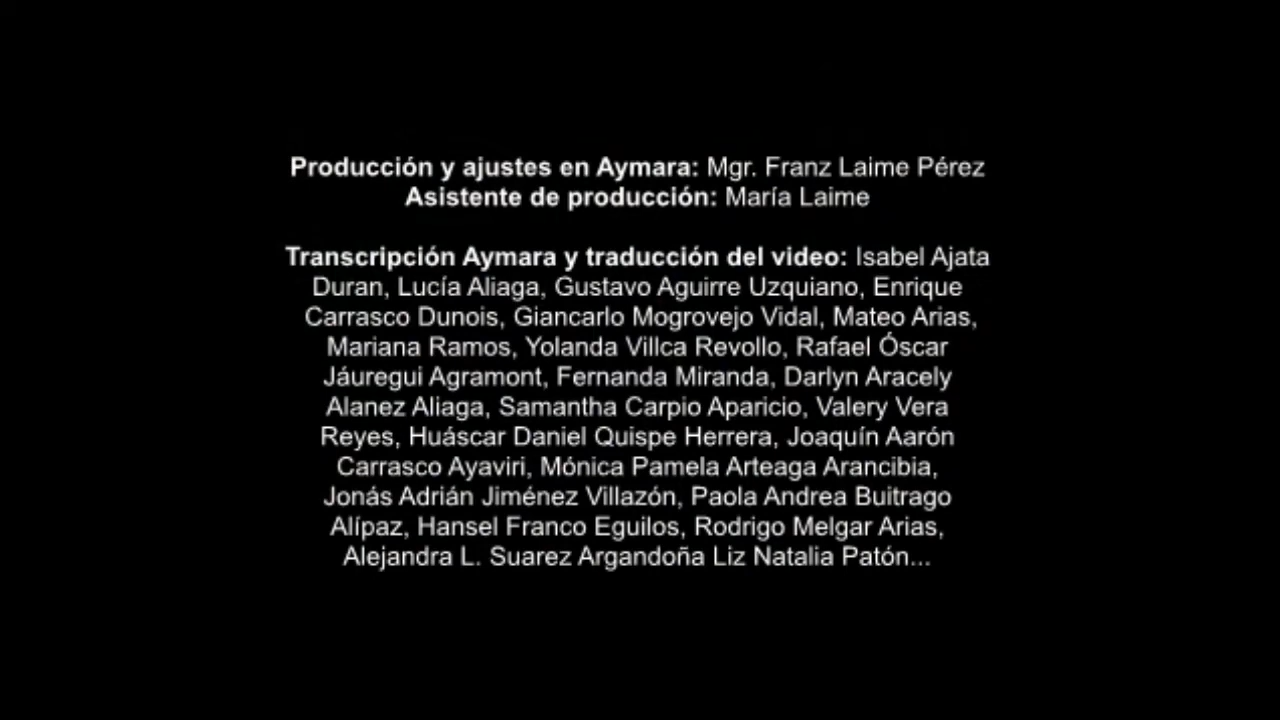 Producción y ajustes en Aymara: Mgr. Franz Laime Pérez
Asistente de producción: María Laime
Transcripción Aymara y traducción del video: Isabel Ajata
Duran, Lucía Aliaga, Gustavo Aguirre Uzquiano, Enrique
Carrasco Dunois, Giancarlo Mogrovejo Vidal, Mateo Arias,
Mariana Ramos, Yolanda Villca Revollo, Rafael Óscar
Jáuregui Agramont, Fernanda Miranda, Darlyn Aracely
Alanez Aliaga, Samantha Carpio Aparicio, Valery Vera
Reyes, Huáscar Daniel Quispe Herrera, Joaquín Aarón
Carrasco Ayaviri, Mónica Pamela Arteaga Arancibia,
Jonás Adrián Jiménez Villazón, Paola Andrea Buitrago
Alípaz, Hansel Franco Eguilos, Rodrigo Melgar Arias,
Alejandra L. Suarez Argandoña Liz Natalia Patón...